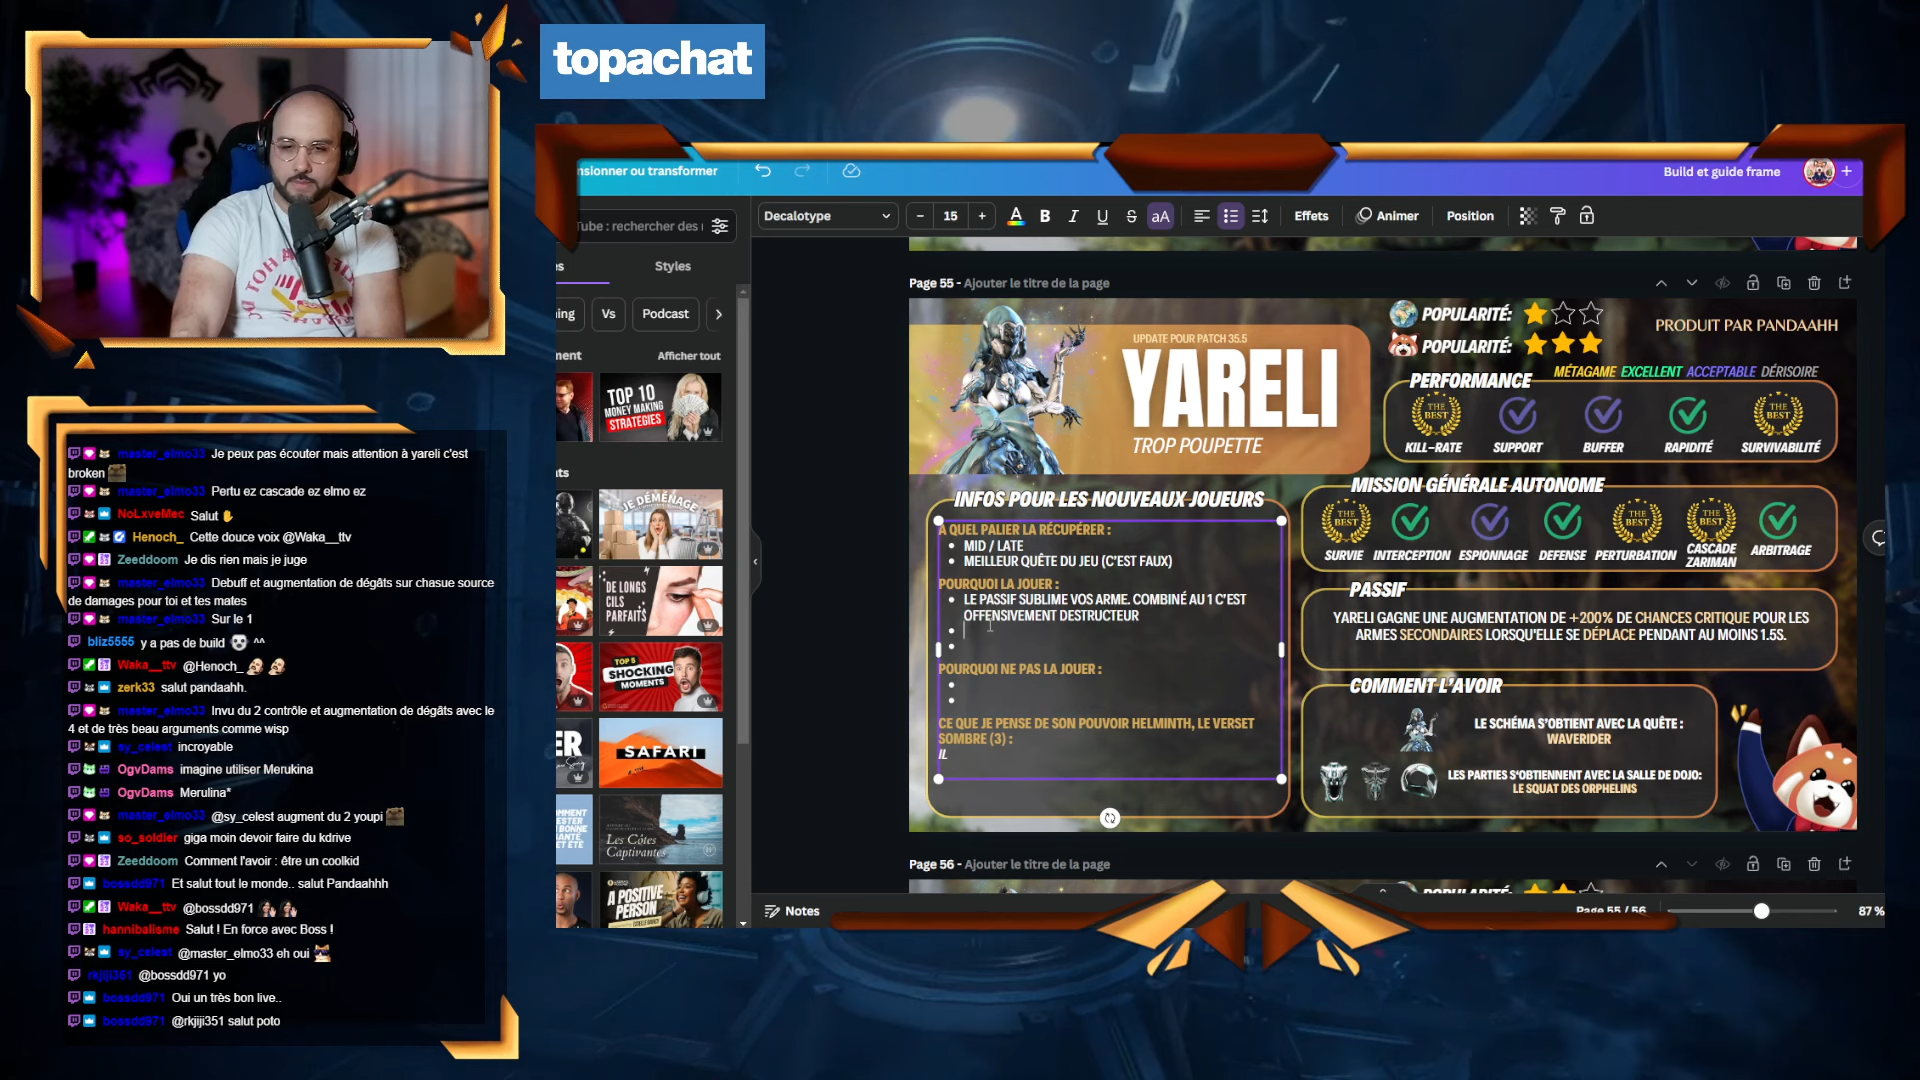 topachat
nsionner ou transformer
Build et guide frame
Tube : rechercher des
Decalotype
− 15 +
A B I U S aA
Effets
Animer
Position
Styles
Vs
Podcast
Afficher tout
TOP 10
MONEY MAKING
STRATEGIES
JE DÉMÉNAGE
DE LONGS
CILS
PARFAITS
TOP 5
SHOCKING
MOMENTS
SAFARI
Les Côtes
Captivantes
A POSITIVE
PERSON
Page 55 - Ajouter le titre de la page
UPDATE POUR PATCH 35.5
YARELI
TROP POUPETTE
POPULARITÉ:
POPULARITÉ:
PRODUIT PAR PANDAAHH
MÉTAGAME EXCELLENT ACCEPTABLE DÉRISOIRE
PERFORMANCE
THE BEST
THE BEST
KILL-RATE
SUPPORT
BUFFER
RAPIDITÉ
SURVIVABILITÉ
MISSION GÉNÉRALE AUTONOME
THE BEST
THE BEST
THE BEST
SURVIE
INTERCEPTION
ESPIONNAGE
DEFENSE
PERTURBATION
CASCADE
ZARIMAN
ARBITRAGE
INFOS POUR LES NOUVEAUX JOUEURS
À QUEL PALIER LA RÉCUPÉRER :
• MID / LATE
• MEILLEUR QUÊTE DU JEU (C'EST FAUX)
POURQUOI LA JOUER :
• LE PASSIF SUBLIME VOS ARME. COMBINÉ AU 1 C'EST
OFFENSIVEMENT DESTRUCTEUR
POURQUOI NE PAS LA JOUER :
CE QUE JE PENSE DE SON POUVOIR HELMINTH, LE VERSET
SOMBRE (3) :
IL
PASSIF
YARELI GAGNE UNE AUGMENTATION DE +200% DE CHANCES CRITIQUE POUR LES
ARMES SECONDAIRES LORSQU'ELLE SE DÉPLACE PENDANT AU MOINS 1.5S.
COMMENT L'AVOIR
LE SCHÉMA S'OBTIENT AVEC LA QUÊTE :
WAVERIDER
LES PARTIES S'OBTIENNENT AVEC LA SALLE DE DOJO:
LE SQUAT DES ORPHELINS
Page 56 - Ajouter le titre de la page
POPULARITÉ:
Notes
Page 55 / 56
87 %
master_elmo33 Je peux pas écouter mais attention à yareli c'est
broken
master_elmo33 Pertu ez cascade ez elmo ez
NoLxveMec Salut
Henoch_ Cette douce voix @Waka__ttv
Zeeddoom Je dis rien mais je juge
master_elmo33 Debuff et augmentation de dégâts sur chasue source
de damages pour toi et tes mates
master_elmo33 Sur le 1
bliz5555 y a pas de build ^^
Waka__ttv @Henoch_
zerk33 salut pandaahh.
master_elmo33 Invu du 2 contrôle et augmentation de dégâts avec le
4 et de très beau arguments comme wisp
sy_celest incroyable
OgvDams imagine utiliser Merukina
OgvDams Merulina*
master_elmo33 @sy_celest augment du 2 youpi
so_soldier giga moin devoir faire du kdrive
Zeeddoom Comment l'avoir : être un coolkid
bossdd971 Et salut tout le monde.. salut Pandaahhh
Waka__ttv @bossdd971
hannibalisme Salut ! En force avec Boss !
sy_celest @master_elmo33 eh oui
rkjiji351 @bossdd971 yo
bossdd971 Oui un très bon live..
bossdd971 @rkjiji351 salut poto